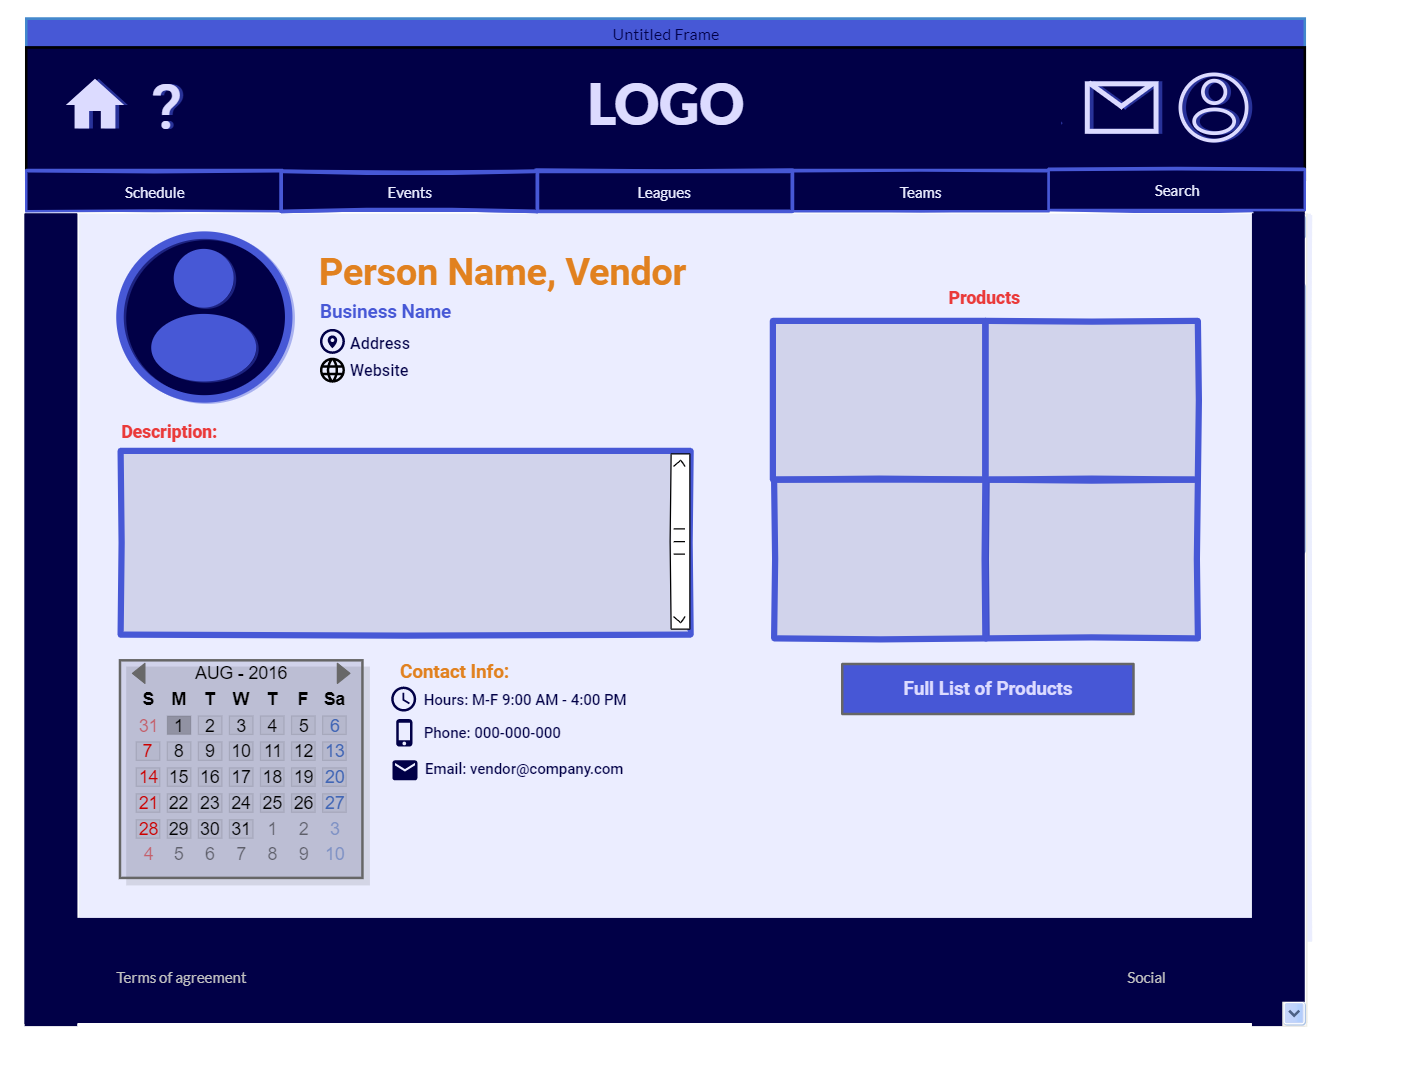 Untitled Frame
?
LOGO
Schedule Events Leagues Teams Search
Person Name, Vendor
Business Name
Address
Website
Products
Description:
AUG - 2016
S M T W T F Sa
31 1 2 3 4 5 6
7 8 9 10 11 12 13
14 15 16 17 18 19 20
21 22 23 24 25 26 27
28 29 30 31 1 2 3
4 5 6 7 8 9 10
Contact Info:
Hours: M-F 9:00 AM - 4:00 PM
Phone: 000-000-000
Email: vendor@company.com
Full List of Products
Terms of agreement
Social